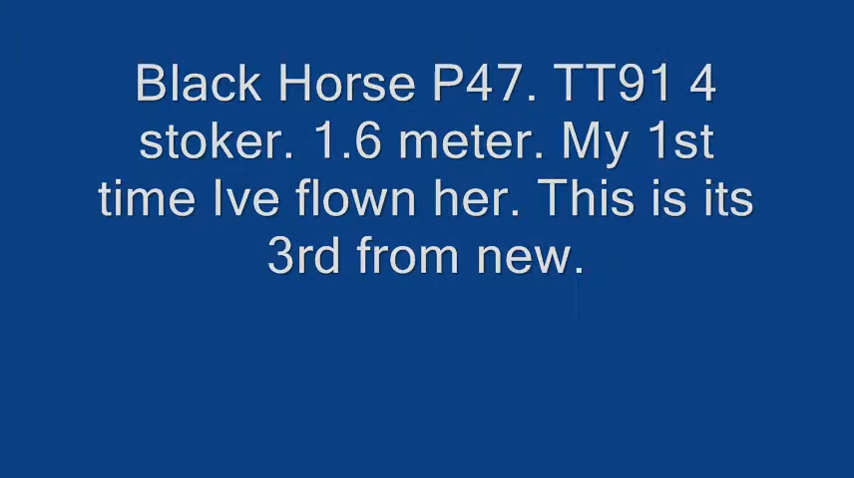 Black Horse P47. TT91 4
stoker. 1.6 meter. My 1st
time Ive flown her. This is its
3rd from new.